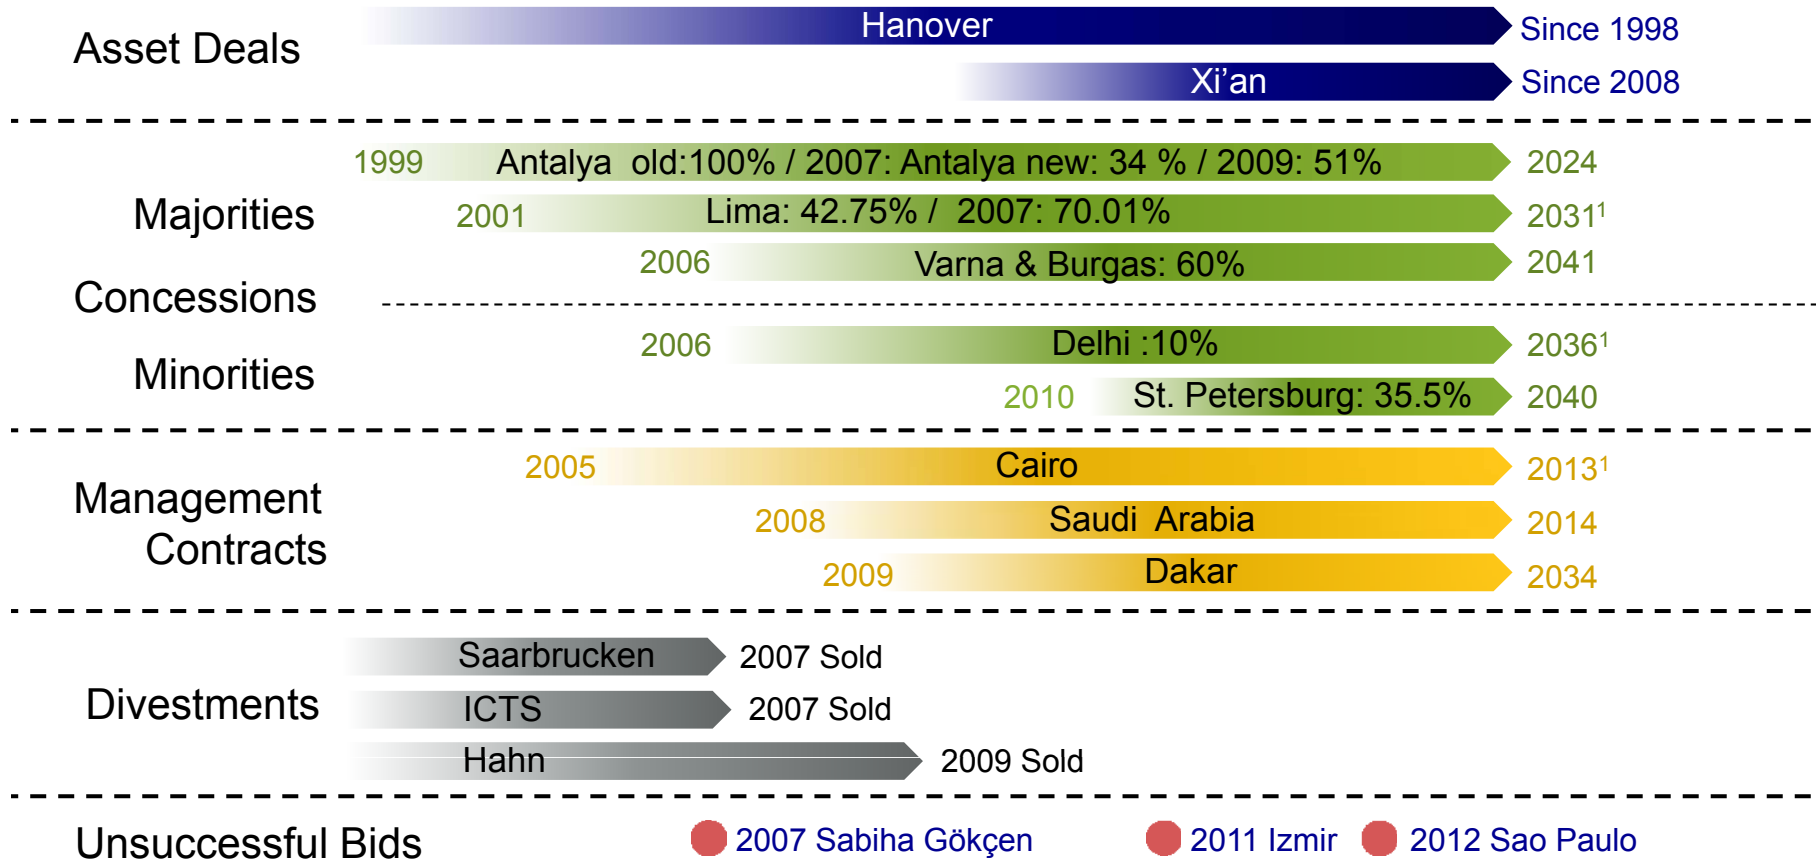 Asset Deals
Hanover
Since 1998
Xi’an
Since 2008
Majorities
1999 Antalya old:100% / 2007: Antalya new: 34 % / 2009: 51% 2024
2001 Lima: 42.75% / 2007: 70.01% 2031¹
2006 Varna & Burgas: 60% 2041
Concessions
Minorities
2006 Delhi :10% 2036¹
2010 St. Petersburg: 35.5% 2040
Management
Contracts
2005 Cairo 2013¹
2008 Saudi Arabia 2014
2009 Dakar 2034
Divestments
Saarbrucken 2007 Sold
ICTS 2007 Sold
Hahn 2009 Sold
Unsuccessful Bids
2007 Sabiha Gökçen 2011 Izmir 2012 Sao Paulo